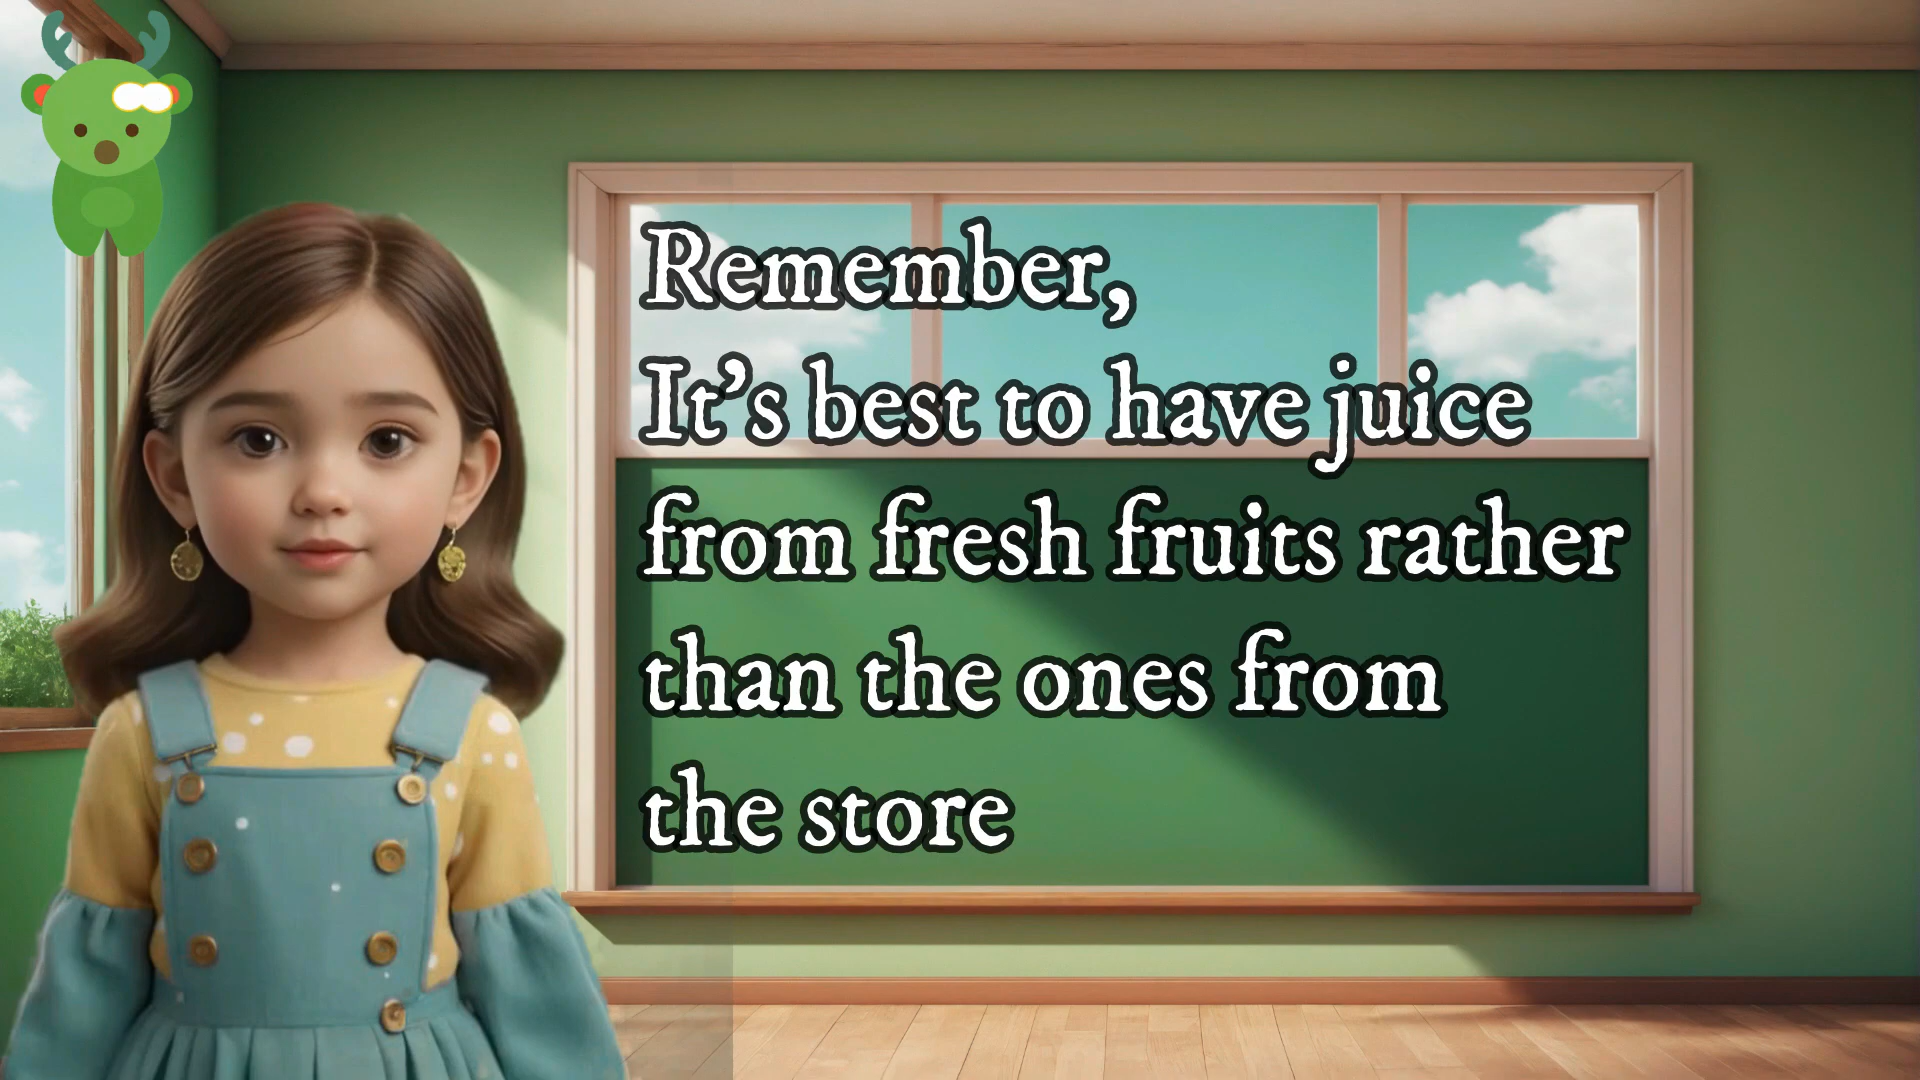 Remember,
It's best to have juice
from fresh fruits rather
than the ones from
the store